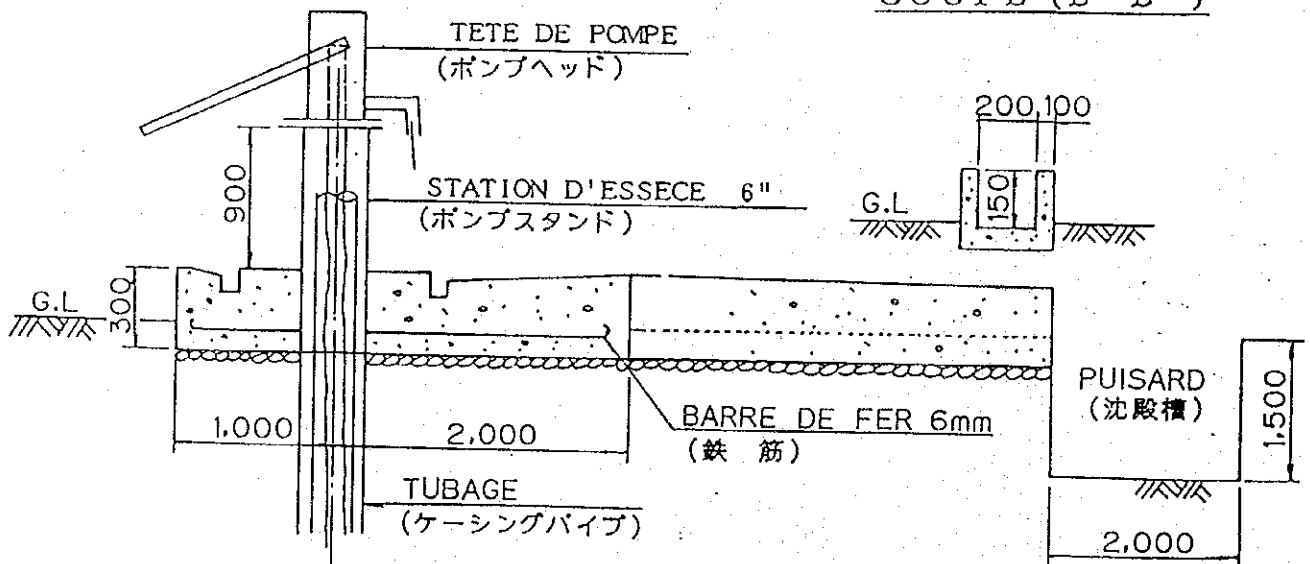 TETE DE POMPE
(ポンプヘッド)
200,100
900
STATION D'ESSECE 6"
(ポンプスタンド)
150
G.L
G.L
300
PUISARD
(沈殿槽)
1,500
1,000
2,000
BARRE DE FER 6mm
(鉄 筋)
TUBAGE
(ケーシングパイプ)
2,000